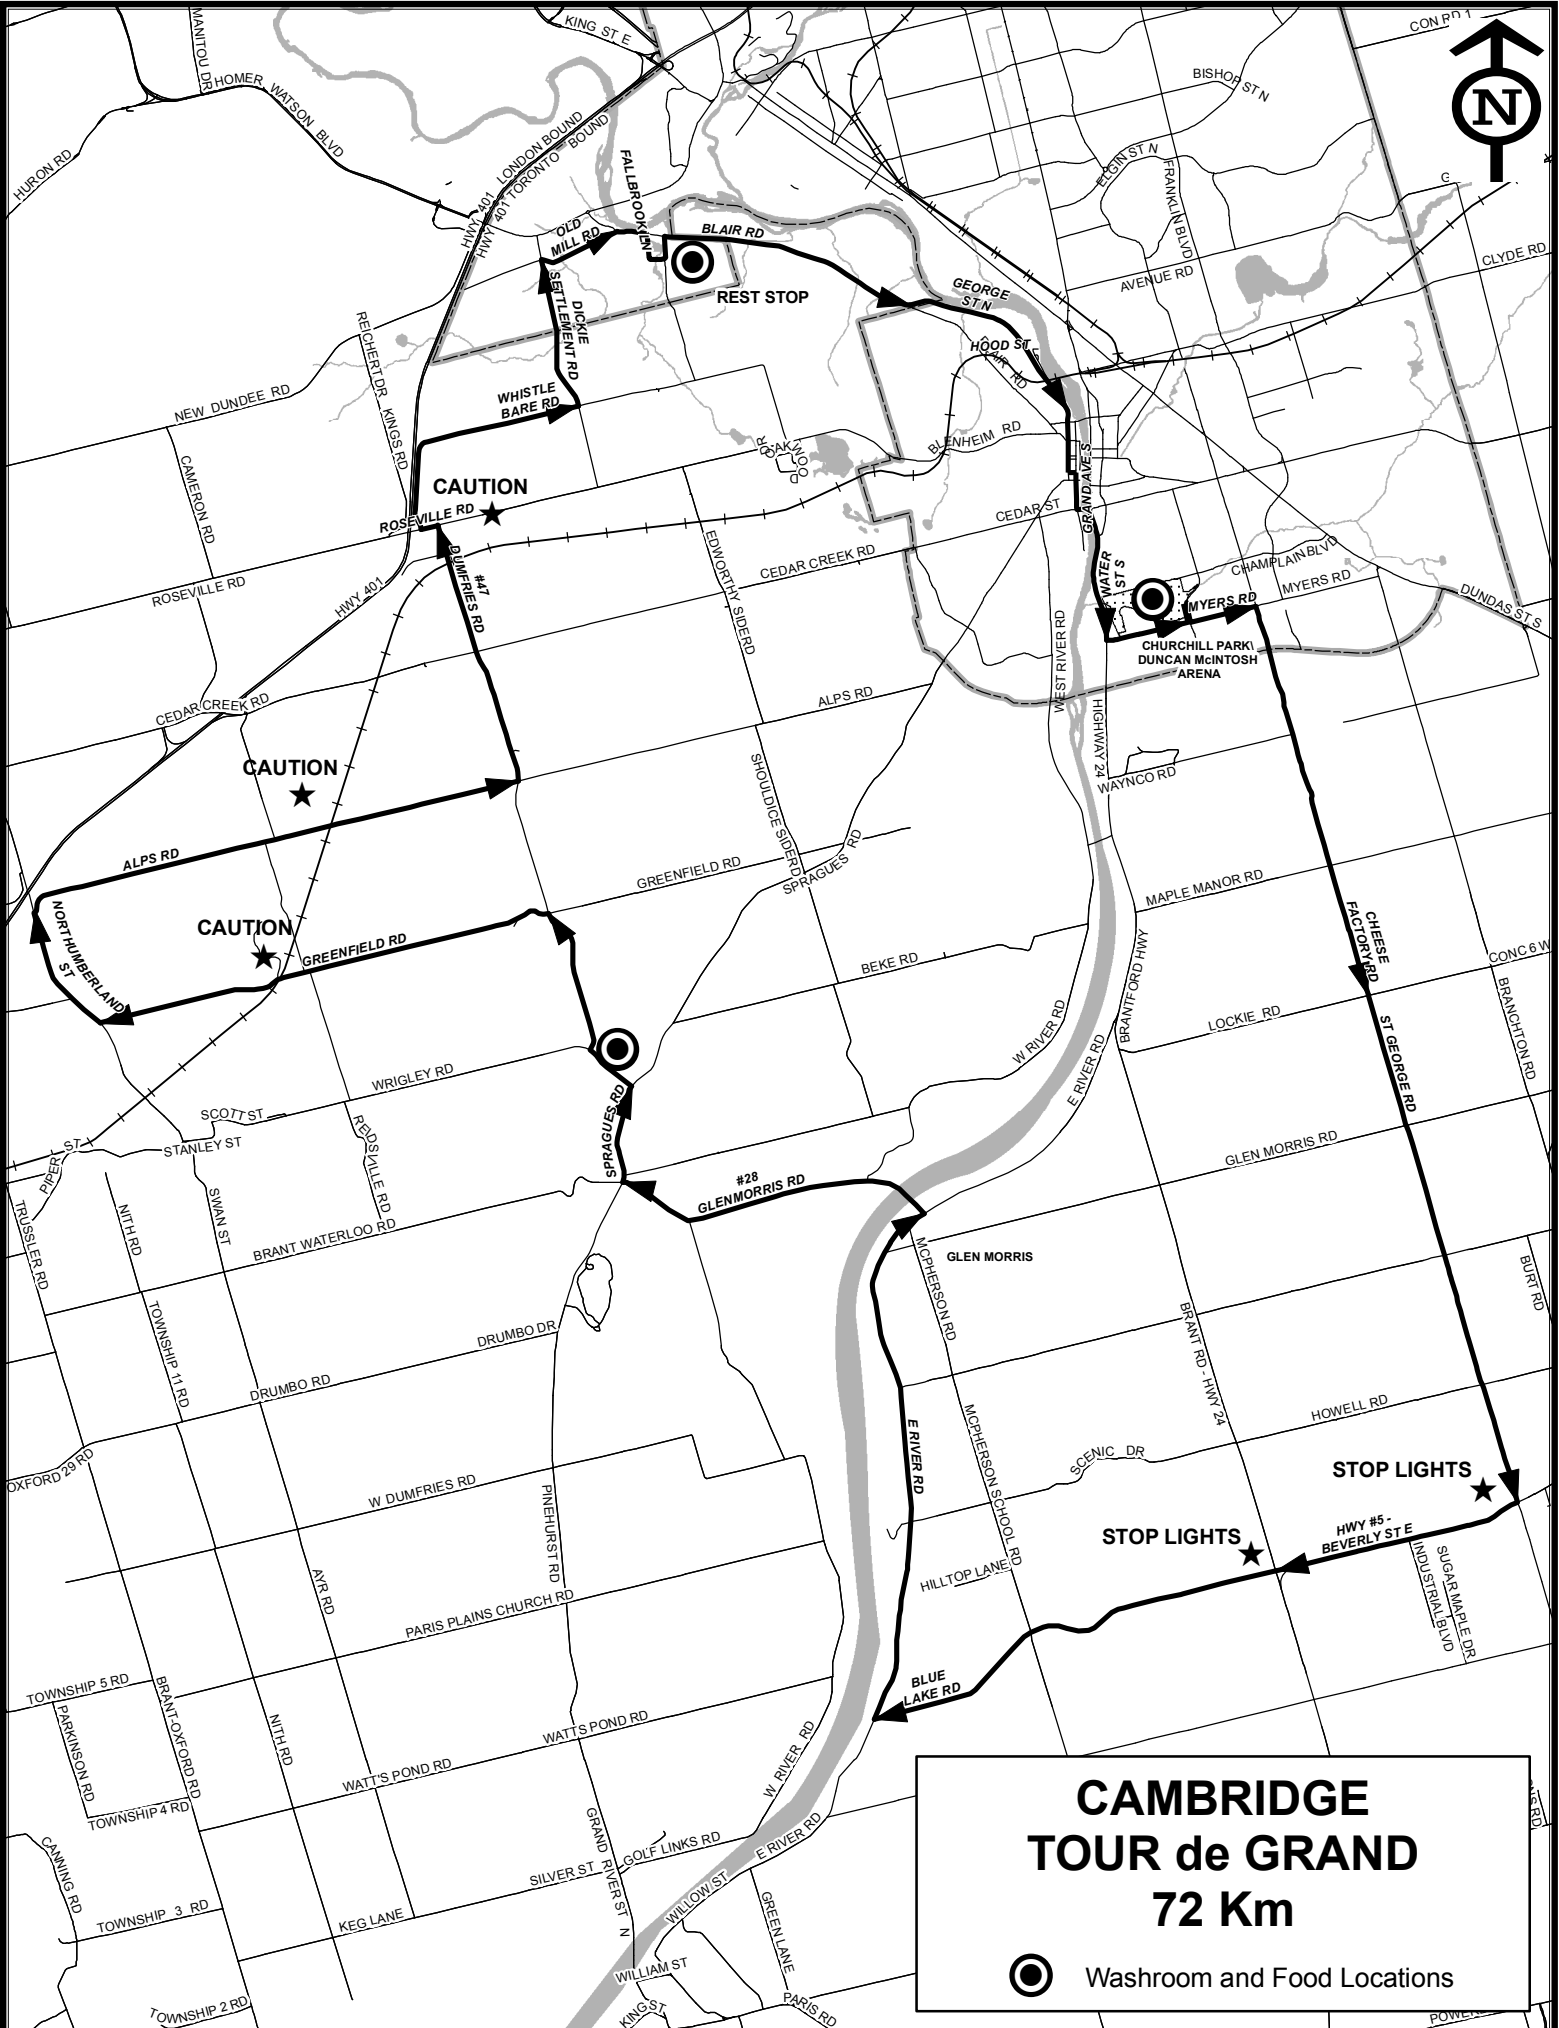 KING ST E
CON RD 1
MANITOU DR
HOMER WATSON BLVD
BISHOP ST N
N
HURON RD
HWY 401 LONDON BOUND
HWY 401 TORONTO BOUND
FALLBROOK LN
ELGIN ST N
FRANKLIN BLVD
G
OLD
MILL RD
BLAIR RD
CLYDE RD
AVENUE RD
REST STOP
GEORGE
ST N
DICKIE
SETTLEMENT RD
HOOD ST
BLAIR RD
REICHERT DR
KINGS RD
NEW DUNDEE RD
WHISTLE
BARE RD
OAKWOOD DR
BLENHEIM RD
CAMERON RD
CAUTION
ROSEVILLE RD
GRAND AVE S
CEDAR ST
EDWORTHY SIDERD
CEDAR CREEK RD
#47
DUMFRIES RD
ROSEVILLE RD
HWY 401
WATER
ST S
CHAMPLAIN BLVD
MYERS RD
MYERS RD
DUNDAS ST S
CHURCHILL PARK\
DUNCAN McINTOSH
ARENA
WEST RIVER RD
ALPS RD
CEDAR CREEK RD
HIGHWAY 24
CAUTION
WAYNCO RD
SHOULDICE SIDERD
SPRAGUES RD
ALPS RD
GREENFIELD RD
MAPLE MANOR RD
CAUTION
NORTHUMBERLAND
ST
GREENFIELD RD
BEKE RD
CHEESE
FACTORY RD
CONC 6 W
BRANTFORD HWY
BRANCHTON RD
LOCKIE RD
ST GEORGE RD
W RIVER RD
E RIVER RD
WRIGLEY RD
SCOTT ST
STANLEY ST
PIPER ST
REIDSVILLE RD
SPRAGUES RD
GLEN MORRIS RD
#28
GLENMORRIS RD
TRUSSLER RD
NITH RD
SWAN ST
BRANT WATERLOO RD
MCPHERSON RD
GLEN MORRIS
BURT RD
TOWNSHIP 11 RD
DRUMBO DR
BRANT RD - HWY 24
DRUMBO RD
HOWELL RD
E RIVER RD
MCPHERSON SCHOOL RD
SCENIC DR
OXFORD 29 RD
W DUMFRIES RD
STOP LIGHTS
PINEHURST RD
HWY #5 -
BEVERLY ST E
STOP LIGHTS
HILLTOP LANE
INDUSTRIAL BLVD
SUGAR MAPLE DR
AYR RD
PARIS PLAINS CHURCH RD
TOWNSHIP 5 RD
BLUE
LAKE RD
PARKINSON RD
BRANT-OXFORD RD
NITH RD
WATTS POND RD
W RIVER RD
WATT'S POND RD
TOWNSHIP 4 RD
CAMBRIDGE
TOUR de GRAND
72 Km
Washroom and Food Locations
CANNING RD
GRAND RIVER ST N
GOLF LINKS RD
E RIVER RD
SILVER ST
WILLOW ST
GREEN LANE
TOWNSHIP 3 RD
KEG LANE
WILLIAM ST
KING ST
PARIS RD
TOWNSHIP 2 RD